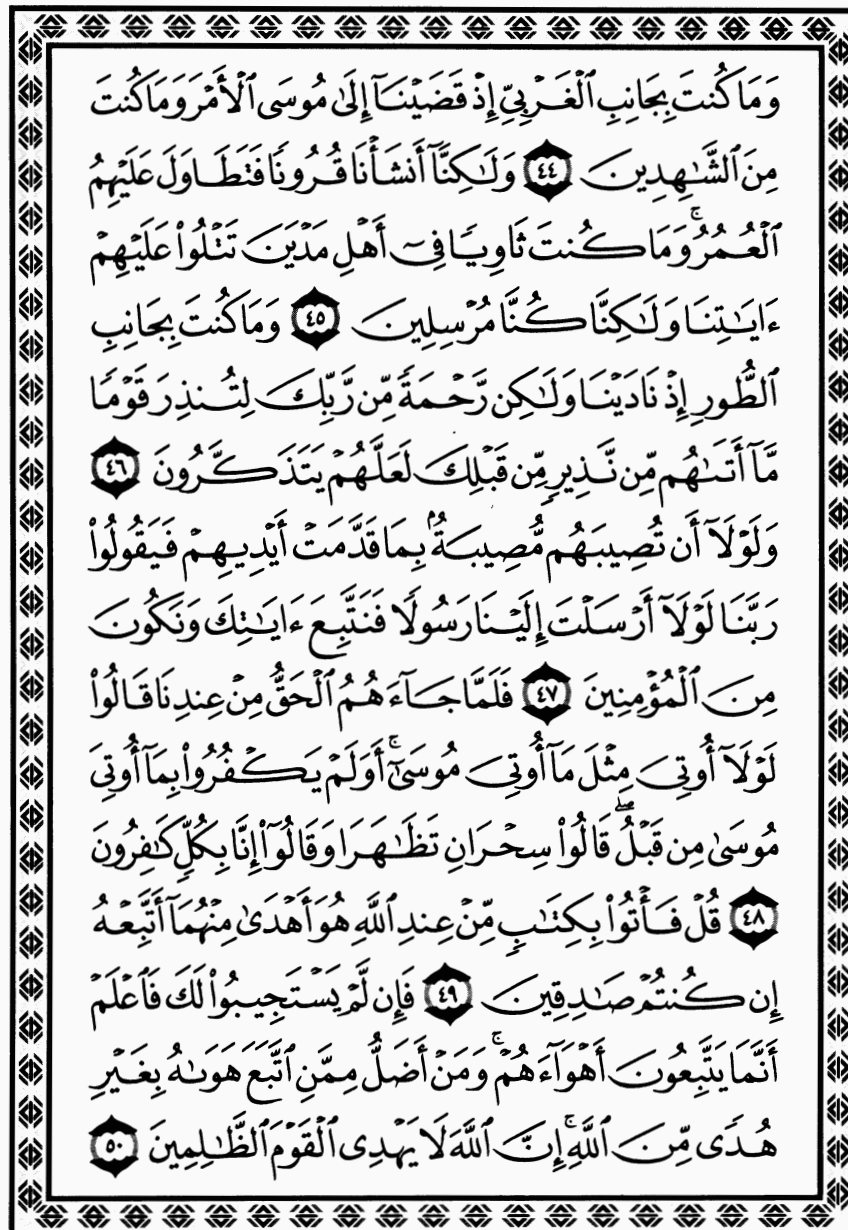 وَمَا كُنتَ بِجَانِبِ ٱلْغَرْبِيِّ إِذْ قَضَيْنَآ إِلَىٰ مُوسَى ٱلْأَمْرَ وَمَا كُنتَ
مِنَ ٱلشَّـٰهِدِينَ ٤٤ وَلَـٰكِنَّآ أَنشَأْنَا قُرُونًا فَتَطَاوَلَ عَلَيْهِمُ
ٱلْعُمُرُ ۚ وَمَا كُنتَ ثَاوِيًا فِىٓ أَهْلِ مَدْيَنَ تَتْلُوا۟ عَلَيْهِمْ
ءَايَـٰتِنَا وَلَـٰكِنَّا كُنَّا مُرْسِلِينَ ٤٥ وَمَا كُنتَ بِجَانِبِ
ٱلطُّورِ إِذْ نَادَيْنَا وَلَـٰكِن رَّحْمَةً مِّن رَّبِّكَ لِتُنذِرَ قَوْمًا
مَّآ أَتَىٰهُم مِّن نَّذِيرٍ مِّن قَبْلِكَ لَعَلَّهُمْ يَتَذَكَّرُونَ ٤٦
وَلَوْلَآ أَن تُصِيبَهُم مُّصِيبَةٌۢ بِمَا قَدَّمَتْ أَيْدِيهِمْ فَيَقُولُوا۟
رَبَّنَا لَوْلَآ أَرْسَلْتَ إِلَيْنَا رَسُولًا فَنَتَّبِعَ ءَايَـٰتِكَ وَنَكُونَ
مِنَ ٱلْمُؤْمِنِينَ ٤٧ فَلَمَّا جَآءَهُمُ ٱلْحَقُّ مِنْ عِندِنَا قَالُوا۟
لَوْلَآ أُوتِىَ مِثْلَ مَآ أُوتِىَ مُوسَىٰٓ ۚ أَوَلَمْ يَكْفُرُوا۟ بِمَآ أُوتِىَ
مُوسَىٰ مِن قَبْلُ ۖ قَالُوا۟ سِحْرَانِ تَظَـٰهَرَا وَقَالُوٓا۟ إِنَّا بِكُلٍّ كَـٰفِرُونَ
٤٨ قُلْ فَأْتُوا۟ بِكِتَـٰبٍ مِّنْ عِندِ ٱللَّهِ هُوَ أَهْدَىٰ مِنْهُمَآ أَتَّبِعْهُ
إِن كُنتُمْ صَـٰدِقِينَ ٤٩ فَإِن لَّمْ يَسْتَجِيبُوا۟ لَكَ فَٱعْلَمْ
أَنَّمَا يَتَّبِعُونَ أَهْوَآءَهُمْ ۚ وَمَنْ أَضَلُّ مِمَّنِ ٱتَّبَعَ هَوَىٰهُ بِغَيْرِ
هُدًى مِّنَ ٱللَّهِ ۚ إِنَّ ٱللَّهَ لَا يَهْدِى ٱلْقَوْمَ ٱلظَّـٰلِمِينَ ٥٠